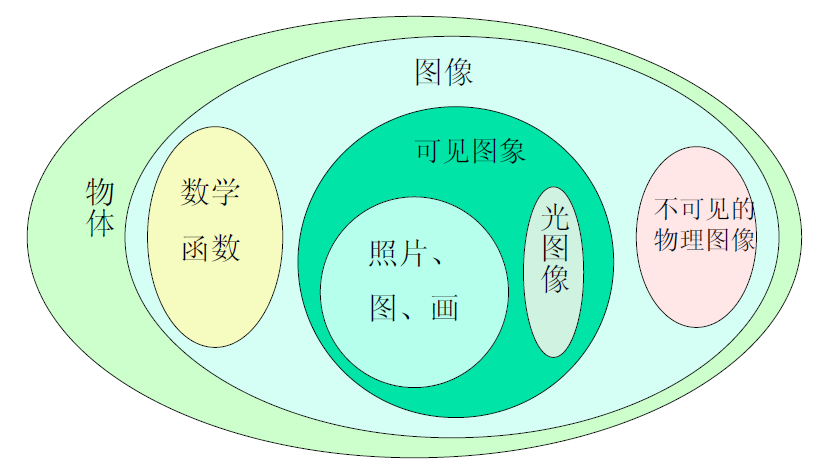 图像
可见图象
物
体
数学
函数
照片、
图、画
光
图
像
不可见的
物理图像